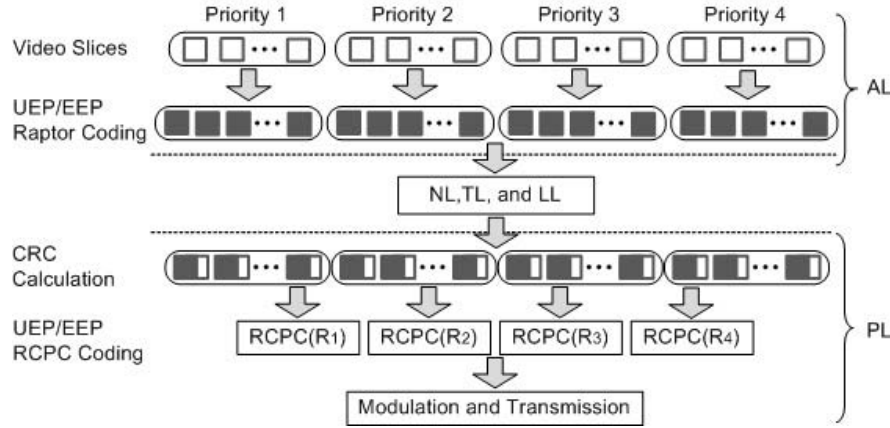 Priority 1 Priority 2 Priority 3 Priority 4
Video Slices
AL
UEP/EEP
Raptor Coding
NL,TL, and LL
CRC
Calculation
UEP/EEP
RCPC Coding
RCPC(R1) RCPC(R2) RCPC(R3) RCPC(R4)
PL
Modulation and Transmission